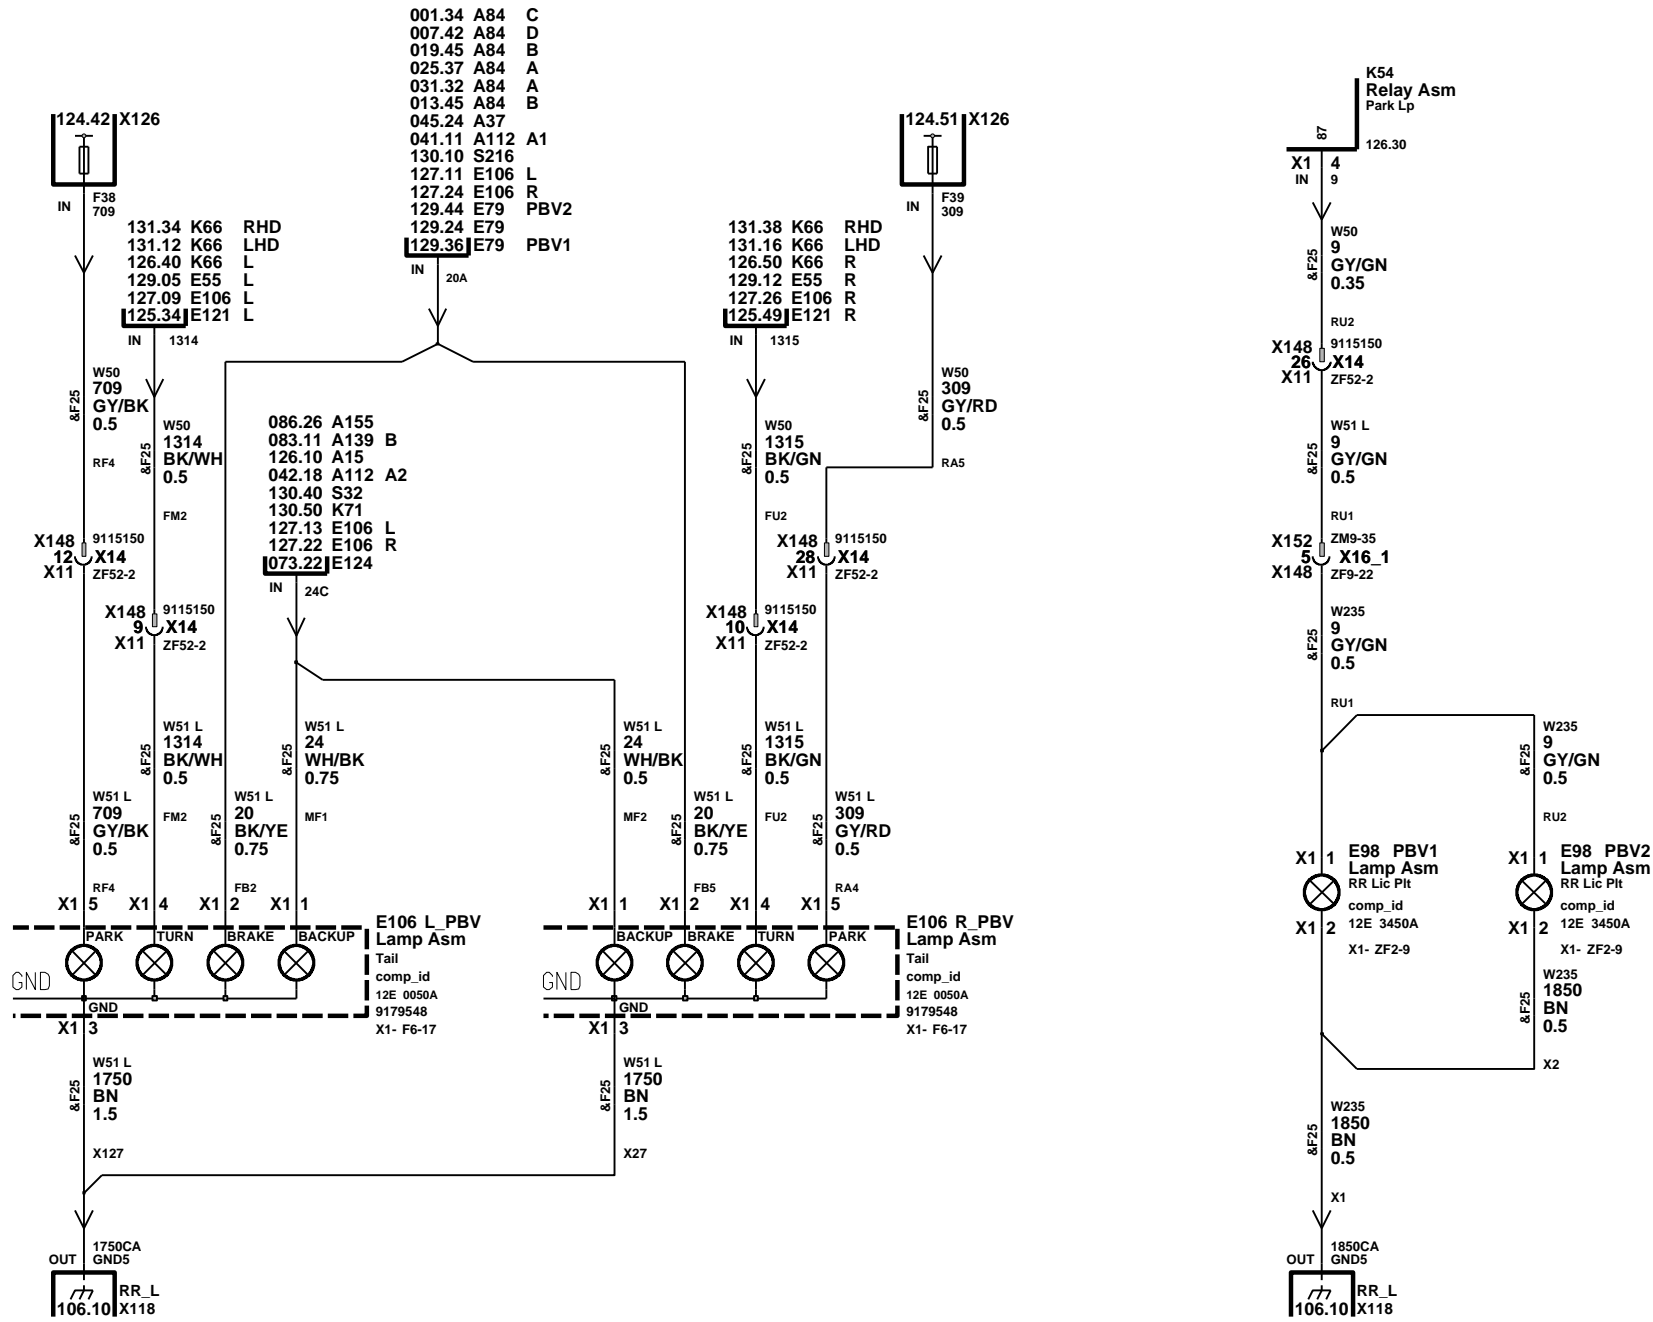 001.34 A84 C
007.42 A84 D
019.45 A84 B
025.37 A84 A
031.32 A84 A
013.45 A84 B
045.24 A37
041.11 A112 A1
130.10 S216
127.11 E106 L
127.24 E106 R
129.44 E79 PBV2
129.24 E79
129.36 E79 PBV1
IN
20A
124.42 X126
IN
F38
709
131.34 K66 RHD
131.12 K66 LHD
126.40 K66 L
129.05 E55 L
127.09 E106 L
125.34 E121 L
IN
1314
131.38 K66 RHD
131.16 K66 LHD
126.50 K66 R
129.12 E55 R
127.26 E106 R
125.49 E121 R
IN
1315
124.51 X126
IN
F39
309
W50
709
GY/BK
0.5
&F25
RF4
W50
1314
BK/WH
0.5
&F25
FM2
086.26 A155
083.11 A139 B
126.10 A15
042.18 A112 A2
130.40 S32
130.50 K71
127.13 E106 L
127.22 E106 R
073.22 E124
IN
24C
W50
1315
BK/GN
0.5
&F25
FU2
W50
309
GY/RD
0.5
&F25
RA5
X148
12
X11
9115150
X14
ZF52-2
X148
9
X11
9115150
X14
ZF52-2
X148
10
X11
9115150
X14
ZF52-2
X148
28
X11
9115150
X14
ZF52-2
W51 L
709
GY/BK
0.5
&F25
RF4
W51 L
1314
BK/WH
0.5
&F25
FM2
W51 L
20
BK/YE
0.75
&F25
FB2
W51 L
24
WH/BK
0.75
&F25
MF1
W51 L
24
WH/BK
0.5
&F25
MF2
W51 L
20
BK/YE
0.75
&F25
FB5
W51 L
1315
BK/GN
0.5
&F25
FU2
W51 L
309
GY/RD
0.5
&F25
RA4
X1 5
X1 4
X1 2
X1 1
PARK
TURN
BRAKE
BACKUP
GND
GND
X1 3
E106 L_PBV
Lamp Asm
Tail
comp_id
12E 0050A
9179548
X1- F6-17
X1 1
X1 2
X1 4
X1 5
BACKUP
BRAKE
TURN
PARK
GND
GND
X1 3
E106 R_PBV
Lamp Asm
Tail
comp_id
12E 0050A
9179548
X1- F6-17
W51 L
1750
BN
1.5
&F25
X127
W51 L
1750
BN
1.5
&F25
X27
1750CA
OUT GND5
RR_L
106.10 X118
K54
Relay Asm
Park Lp
87
126.30
X1 4
IN 9
W50
9
GY/GN
0.35
&F25
RU2
X148
26
X11
9115150
X14
ZF52-2
W51 L
9
GY/GN
0.5
&F25
RU1
X152
5
X148
ZM9-35
X16_1
ZF9-22
W235
9
GY/GN
0.5
&F25
RU1
W235
9
GY/GN
0.5
&F25
RU2
X1 1
E98 PBV1
Lamp Asm
RR Lic Plt
comp_id
12E 3450A
X1 2
X1- ZF2-9
X1 1
E98 PBV2
Lamp Asm
RR Lic Plt
comp_id
12E 3450A
X1 2
X1- ZF2-9
W235
1850
BN
0.5
&F25
X2
W235
1850
BN
0.5
&F25
X1
1850CA
OUT GND5
RR_L
106.10 X118